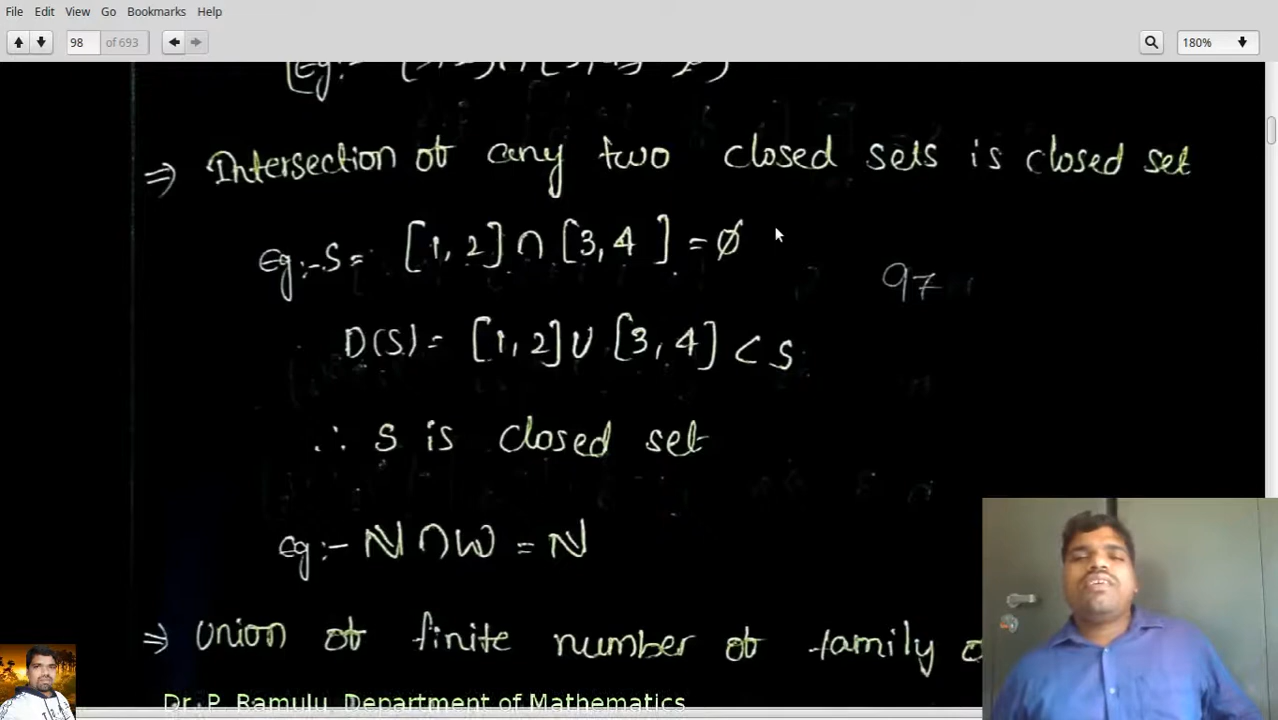 File Edit View Go Bookmarks Help
98 of 693 180%
⇒ Intersection of any two closed sets is closed set
Eg:- S = [1, 2] ∩ [3, 4] = ∅
97
D(S) = [1, 2] ∪ [3, 4] ⊂ S
∴ S is closed set
Eg:- N ∩ W = N
⇒ Union of finite number of family
Dr. P. Ramulu, Department of Mathematics